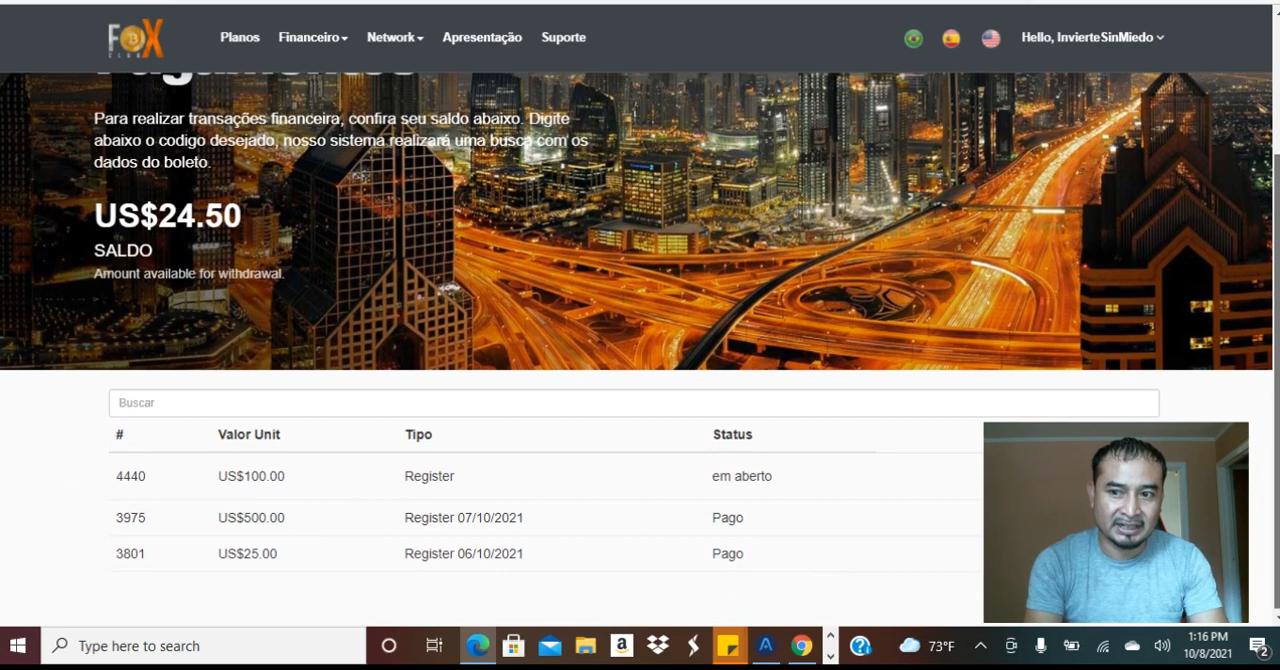 FOX
CLUB
Planos
Financeiro
Network
Apresentação
Suporte
Hello, InvierteSinMiedo
Para realizar transações financeira, confira seu saldo abaixo. Digite
abaixo o codigo desejado, nosso sistema realizará uma busca com os
dados do boleto.
US$24.50
SALDO
Amount available for withdrawal.
Buscar
# Valor Unit Tipo Status
4440 US$100.00 Register em aberto
3975 US$500.00 Register 07/10/2021 Pago
3801 US$25.00 Register 06/10/2021 Pago
Type here to search
73°F
1:16 PM
10/8/2021
2